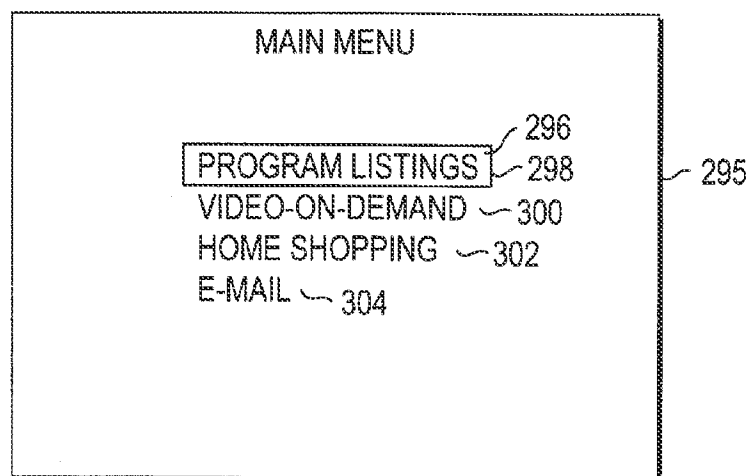 MAIN MENU
296
PROGRAM LISTINGS 298 295
VIDEO-ON-DEMAND 300
HOME SHOPPING 302
E-MAIL 304